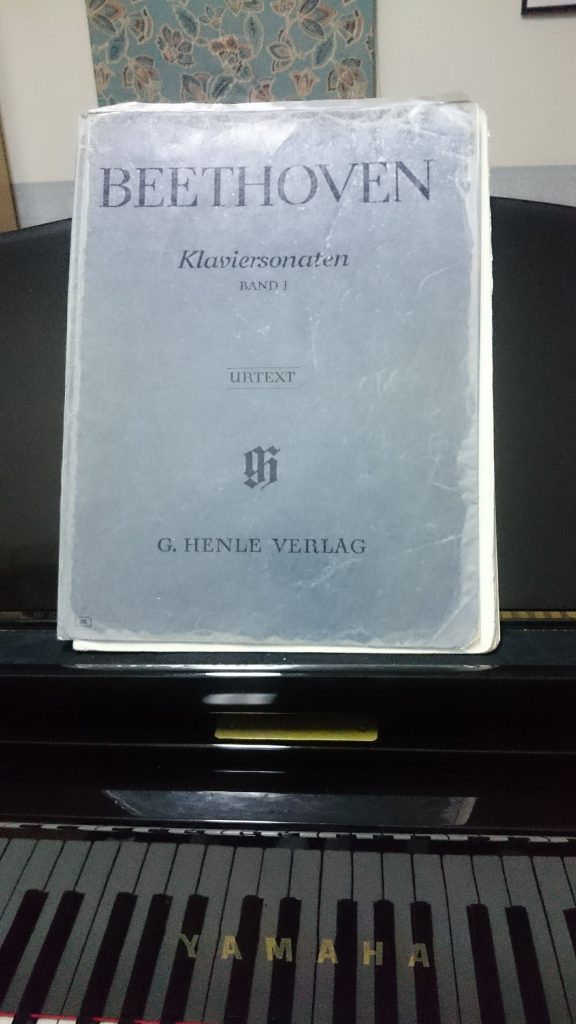 BEETHOVEN
Klaviersonaten
BAND I
URTEXT
G. HENLE VERLAG
YAMAHA